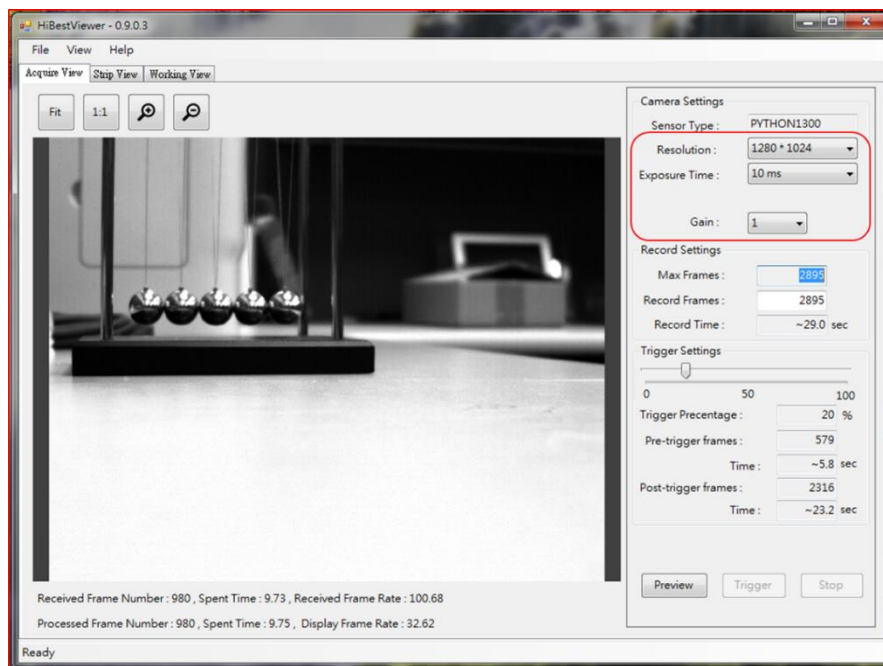 HiBestViewer - 0.9.0.3
File View Help
Acquire View Strip View Working View
Fit 1:1
Camera Settings
Sensor Type : PYTHON1300
Resolution : 1280 * 1024
Exposure Time : 10 ms
Gain : 1
Record Settings
Max Frames : 2895
Record Frames : 2895
Record Time : ~29.0 sec
Trigger Settings
0 50 100
Trigger Precentage : 20 %
Pre-trigger frames : 579
Time : ~5.8 sec
Post-trigger frames : 2316
Time : ~23.2 sec
Preview Trigger Stop
Received Frame Number : 980 , Spent Time : 9.73 , Received Frame Rate : 100.68
Processed Frame Number : 980 , Spent Time : 9.75 , Display Frame Rate : 32.62
Ready